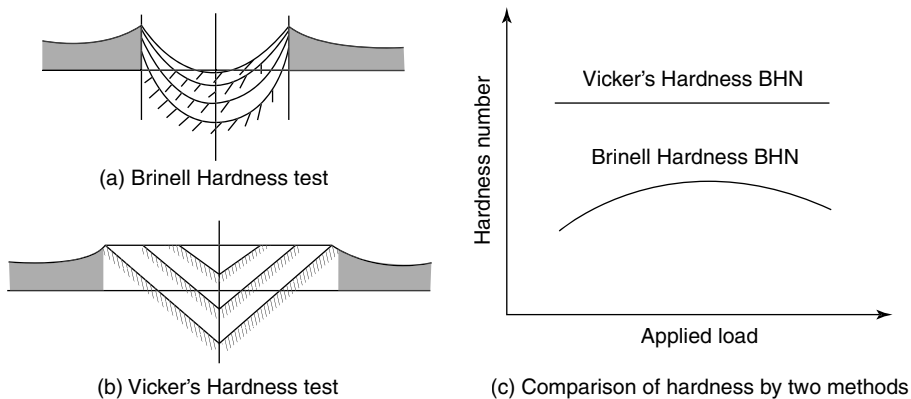 (a) Brinell Hardness test
(b) Vicker's Hardness test
Hardness number
Vicker's Hardness BHN
Brinell Hardness BHN
Applied load
(c) Comparison of hardness by two methods